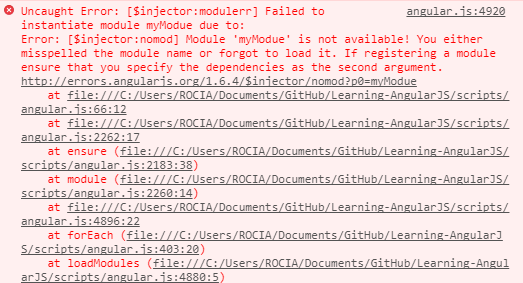 Uncaught Error: [$injector:modulerr] Failed to angular.js:4920
instantiate module myModue due to:
Error: [$injector:nomod] Module 'myModue' is not available! You either
misspelled the module name or forgot to load it. If registering a module
ensure that you specify the dependencies as the second argument.
http://errors.angularjs.org/1.6.4/$injector/nomod?p0=myModue
at file:///C:/Users/ROCIA/Documents/GitHub/Learning-AngularJS/scripts/
angular.js:66:12
at file:///C:/Users/ROCIA/Documents/GitHub/Learning-AngularJS/scripts/
angular.js:2262:17
at ensure (file:///C:/Users/ROCIA/Documents/GitHub/Learning-AngularJS/
scripts/angular.js:2183:38)
at module (file:///C:/Users/ROCIA/Documents/GitHub/Learning-AngularJS/
scripts/angular.js:2260:14)
at file:///C:/Users/ROCIA/Documents/GitHub/Learning-AngularJS/scripts/
angular.js:4896:22
at forEach (file:///C:/Users/ROCIA/Documents/GitHub/Learning-AngularJ
S/scripts/angular.js:403:20)
at loadModules (file:///C:/Users/ROCIA/Documents/GitHub/Learning-Angul
arJS/scripts/angular.js:4880:5)